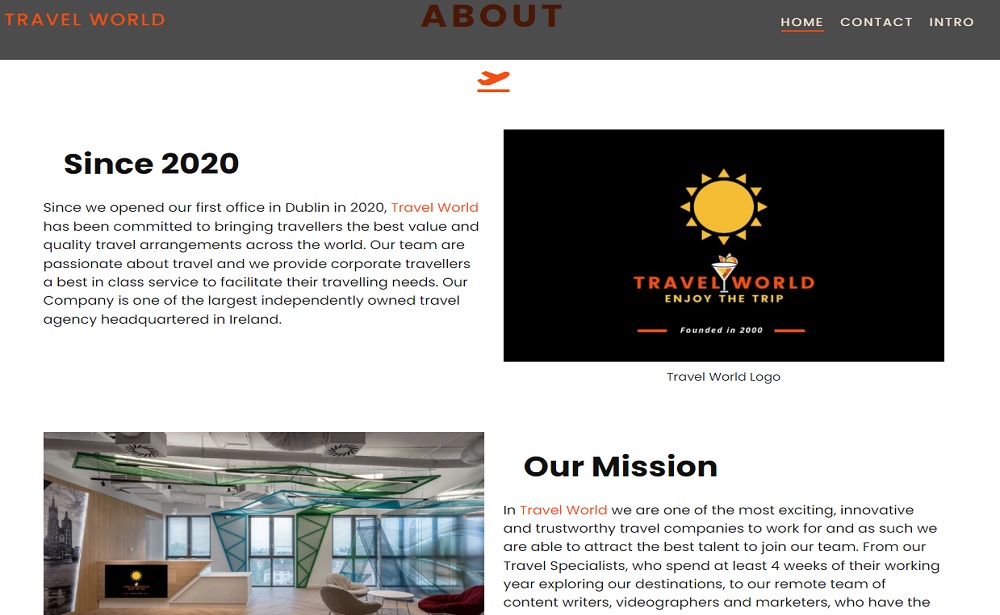 TRAVEL WORLD
ABOUT
HOME CONTACT INTRO
Since 2020
Since we opened our first office in Dublin in 2020, Travel World
has been committed to bringing travellers the best value and
quality travel arrangements across the world. Our team are
passionate about travel and we provide corporate travellers
a best in class service to facilitate their travelling needs. Our
Company is one of the largest independently owned travel
agency headquartered in Ireland.
TRAVEL WORLD
ENJOY THE TRIP
Founded in 2000
Travel World Logo
Our Mission
In Travel World we are one of the most exciting, innovative
and trustworthy travel companies to work for and as such we
are able to attract the best talent to join our team. From our
Travel Specialists, who spend at least 4 weeks of their working
year exploring our destinations, to our remote team of
content writers, videographers and marketers, who have the